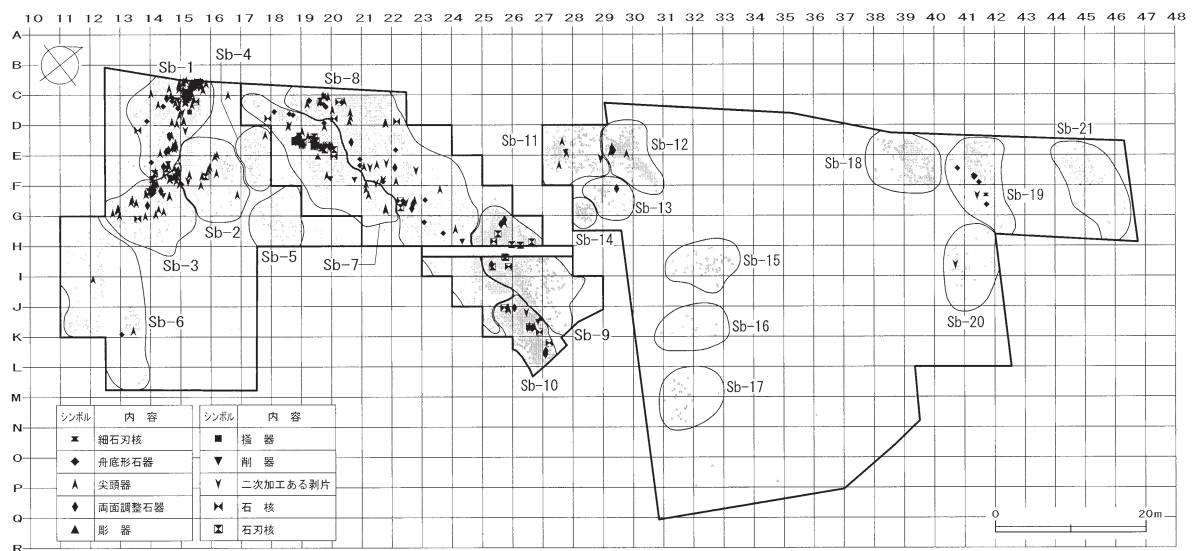 10 11 12 13 14 15 16 17 18 19 20 21 22 23 24 25 26 27 28 29 30 31 32 33 34 35 36 37 38 39 40 41 42 43 44 45 46 47 48
A
B
C
D
E
F
G
H
I
J
K
L
M
N
O
P
Q
R
Sb-1
Sb-4
Sb-8
Sb-11
Sb-12
Sb-18
Sb-21
Sb-13
Sb-19
Sb-14
Sb-2
Sb-5
Sb-3
Sb-7
Sb-15
Sb-6
Sb-9
Sb-16
Sb-20
Sb-10
Sb-17
シンボル 内 容 シンボル 内 容
細石刃核 掻 器
舟底形石器 削 器
尖頭器 二次加工ある剥片
両面調整石器 石 核
彫 器 石刃核
0 20m